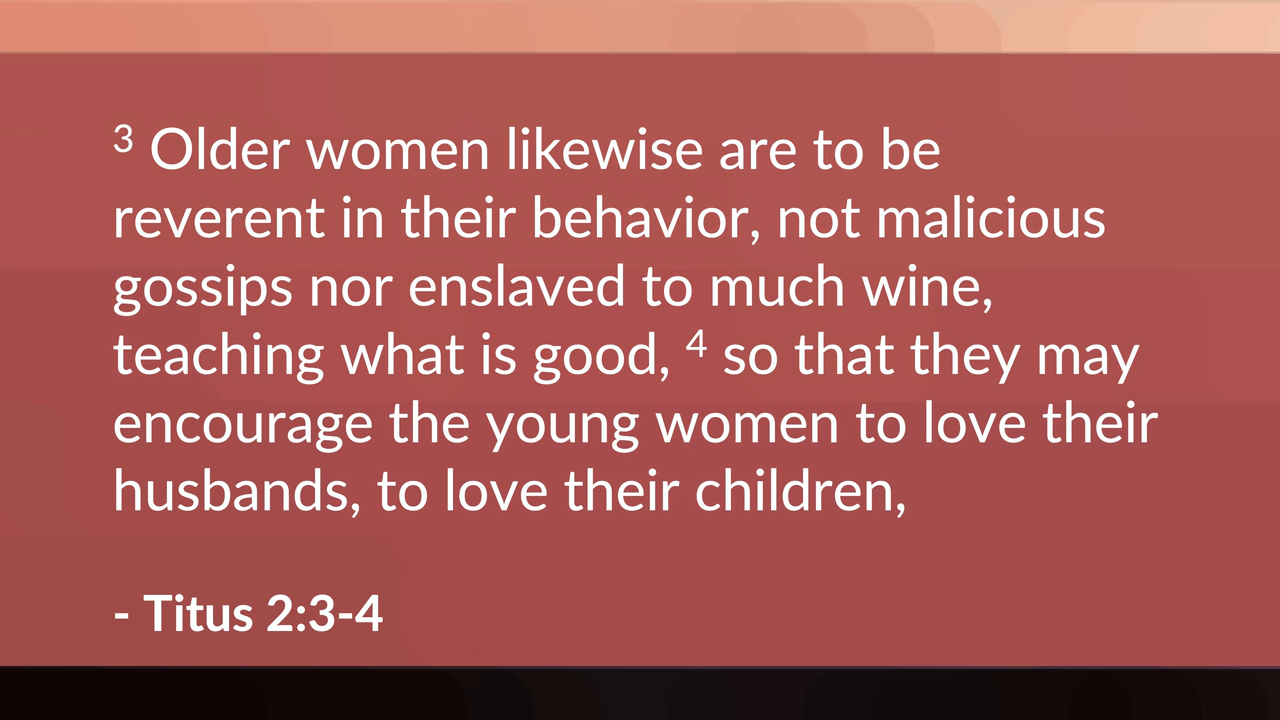 3 Older women likewise are to be
reverent in their behavior, not malicious
gossips nor enslaved to much wine,
teaching what is good, 4 so that they may
encourage the young women to love their
husbands, to love their children,
- Titus 2:3-4